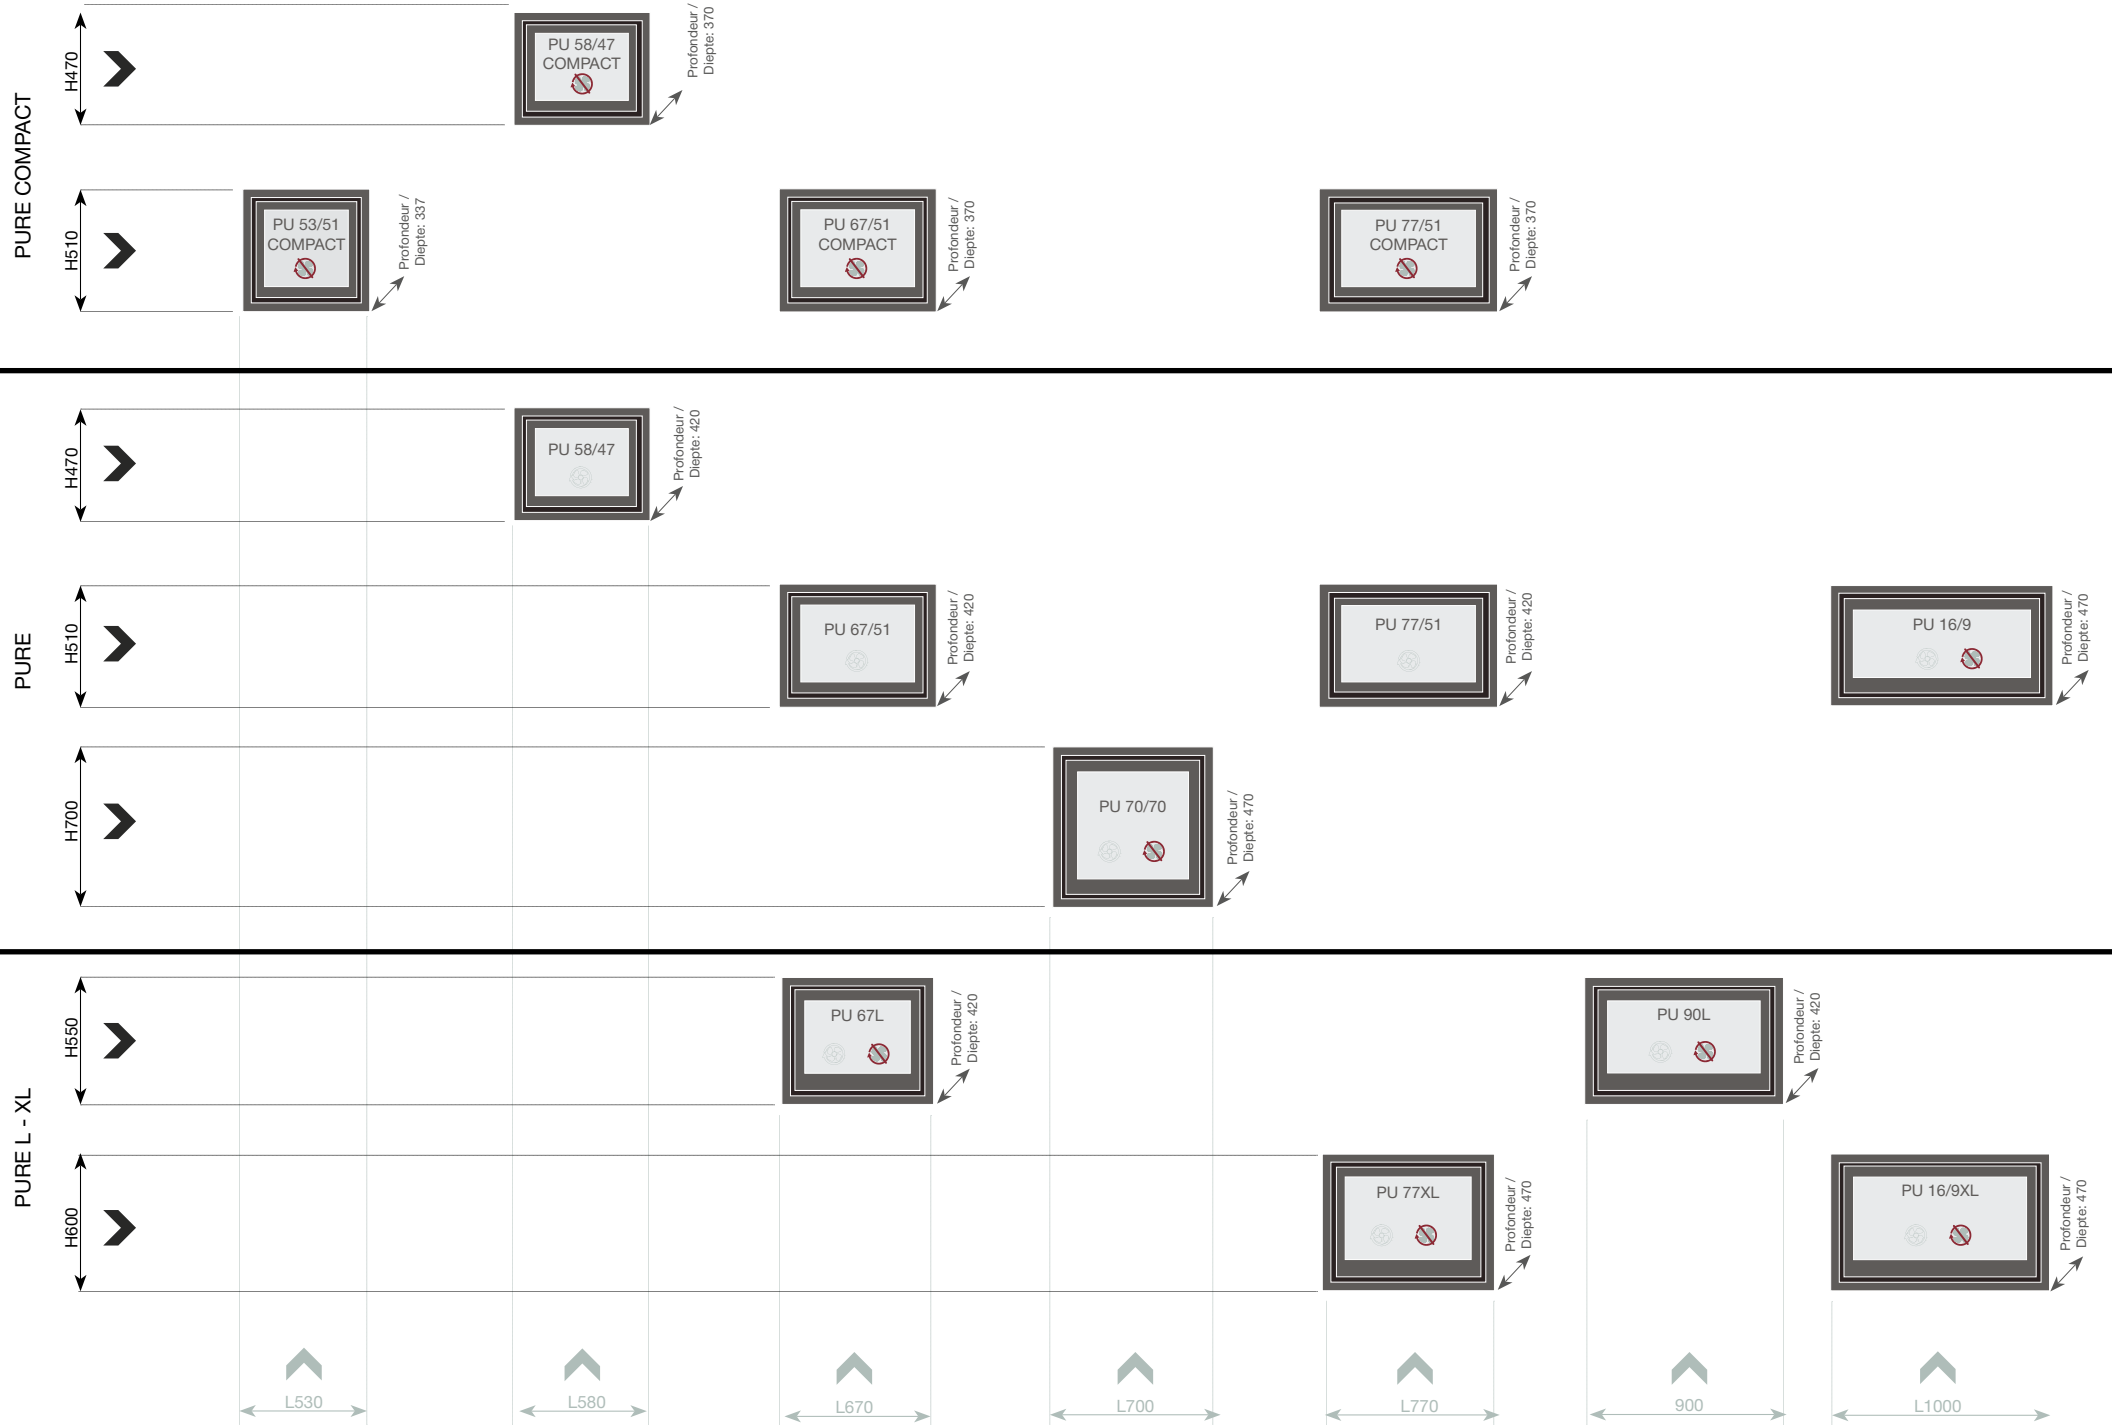 PURE COMPACT
H470
PU 58/47
COMPACT
Profondeur /
Diepte: 370
H510
PU 53/51
COMPACT
Profondeur /
Diepte: 337
PU 67/51
COMPACT
Profondeur /
Diepte: 370
PU 77/51
COMPACT
Profondeur /
Diepte: 370
PURE
H470
PU 58/47
Profondeur /
Diepte: 420
H510
PU 67/51
Profondeur /
Diepte: 420
PU 77/51
Profondeur /
Diepte: 420
PU 16/9
Profondeur /
Diepte: 470
H700
PU 70/70
Profondeur /
Diepte: 470
PURE L - XL
H550
PU 67L
Profondeur /
Diepte: 420
PU 90L
Profondeur /
Diepte: 420
H600
PU 77XL
Profondeur /
Diepte: 470
PU 16/9XL
Profondeur /
Diepte: 470
L530
L580
L670
L700
L770
900
L1000